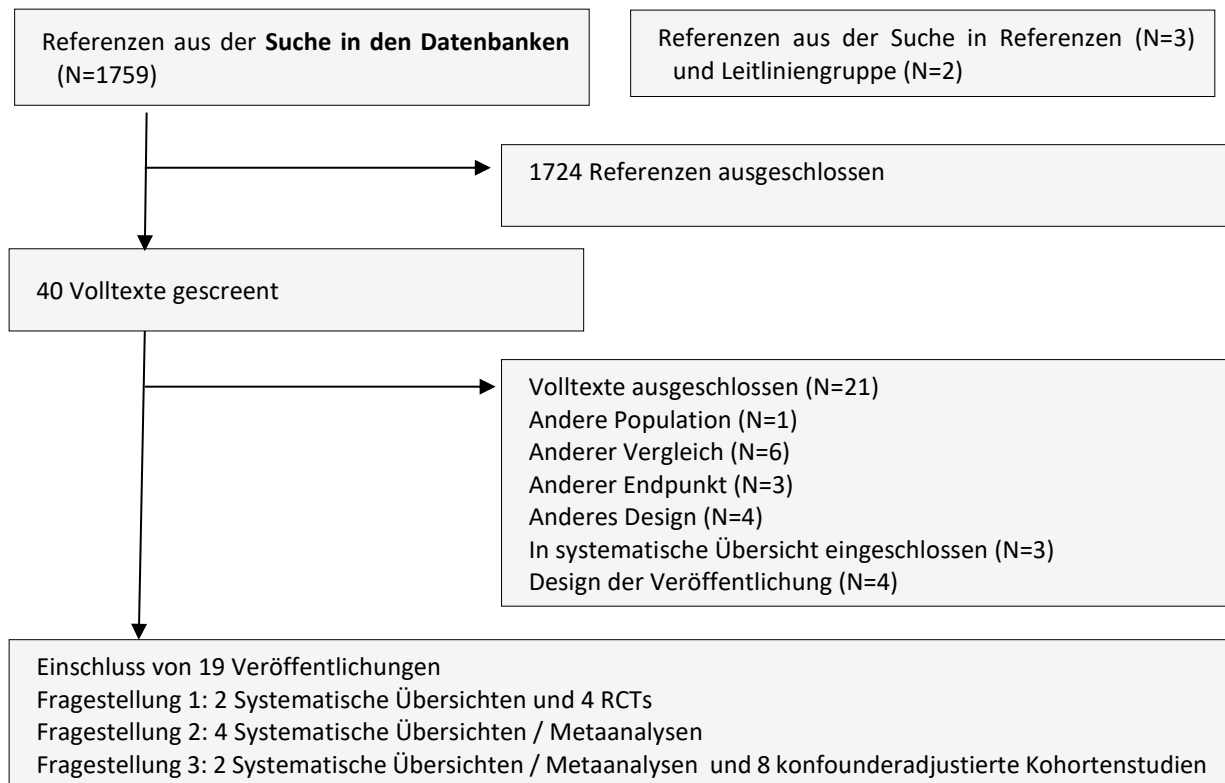 Referenzen aus der Suche in den Datenbanken
(N=1759)
Referenzen aus der Suche in Referenzen (N=3)
und Leitliniengruppe (N=2)
1724 Referenzen ausgeschlossen
40 Volltexte gescreent
Volltexte ausgeschlossen (N=21)
Andere Population (N=1)
Anderer Vergleich (N=6)
Anderer Endpunkt (N=3)
Anderes Design (N=4)
In systematische Übersicht eingeschlossen (N=3)
Design der Veröffentlichung (N=4)
Einschluss von 19 Veröffentlichungen
Fragestellung 1: 2 Systematische Übersichten und 4 RCTs
Fragestellung 2: 4 Systematische Übersichten / Metaanalysen
Fragestellung 3: 2 Systematische Übersichten / Metaanalysen und 8 konfounderadjustierte Kohortenstudien